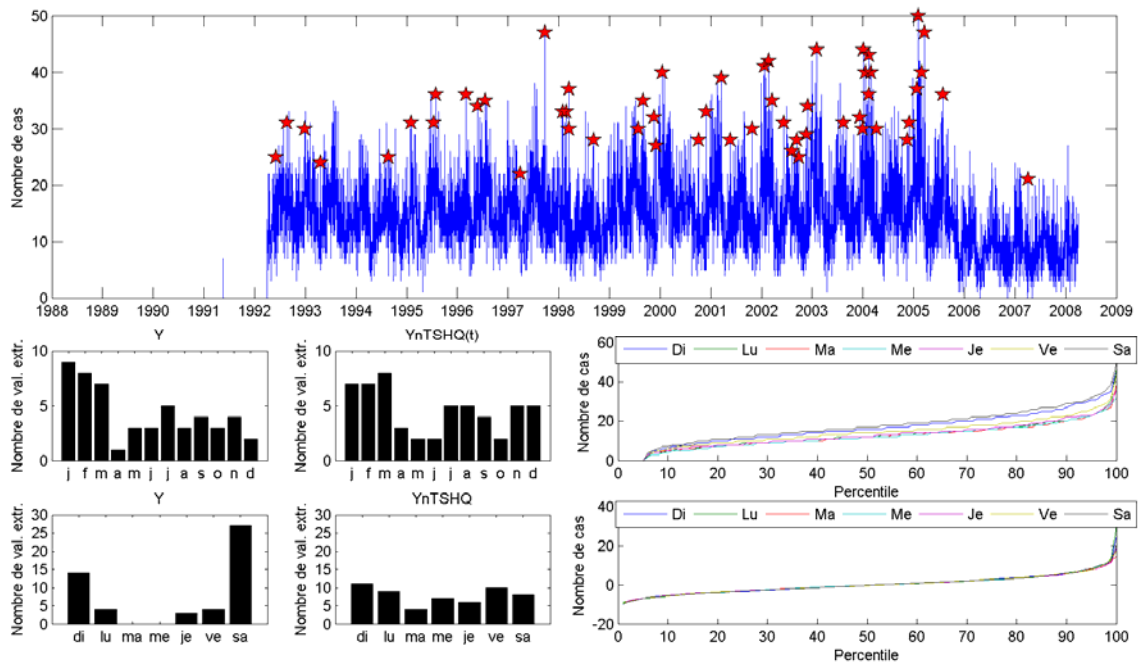 Nombre de cas
50
40
30
20
10
0
1988 1989 1990 1991 1992 1993 1994 1995 1996 1997 1998 1999 2000 2001 2002 2003 2004 2005 2006 2007 2008 2009
Y
Nombre de val. extr.
10
5
0
j f m a m j j a s o n d
YnTSHQ(t)
Nombre de val. extr.
10
5
0
j f m a m j j a s o n d
Nombre de cas
60
40
20
0
Di Lu Ma Me Je Ve Sa
0 10 20 30 40 50 60 70 80 90 100
Percentile
Y
Nombre de val. extr.
30
25
20
15
10
5
0
di lu ma me je ve sa
YnTSHQ
Nombre de val. extr.
30
25
20
15
10
5
0
di lu ma me je ve sa
Nombre de cas
40
20
0
-20
Di Lu Ma Me Je Ve Sa
0 10 20 30 40 50 60 70 80 90 100
Percentile